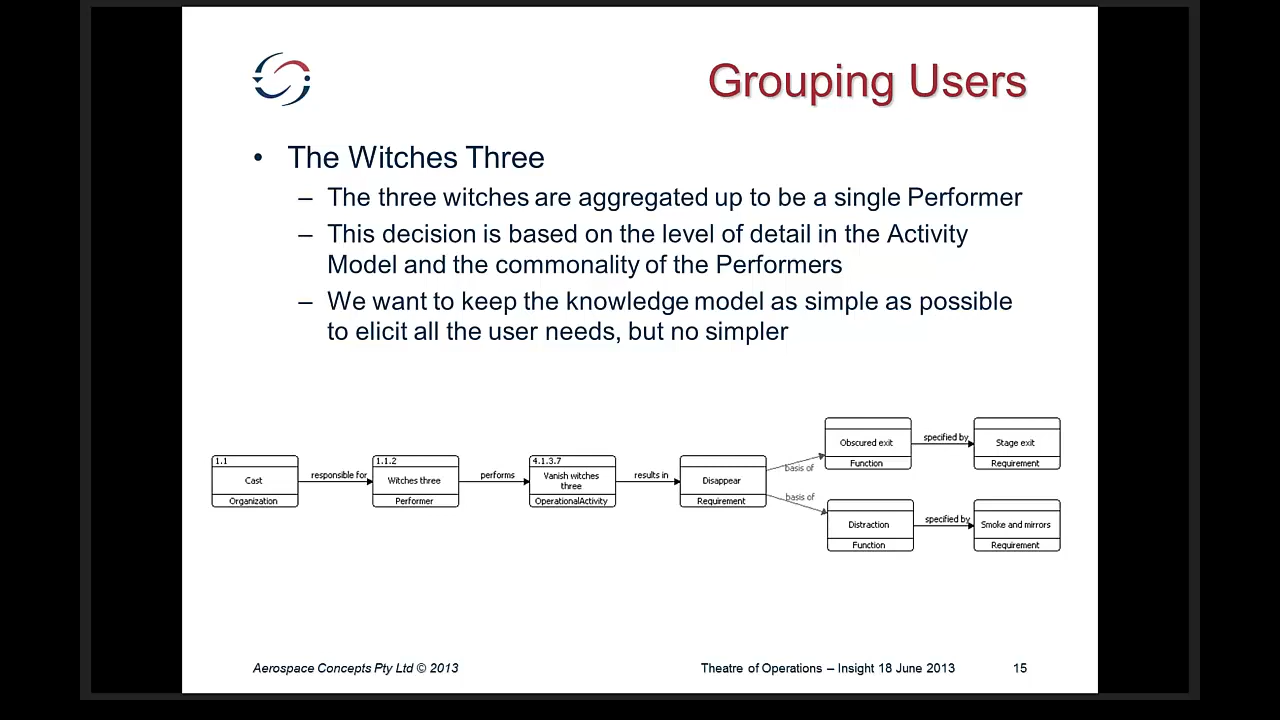 Grouping Users
• The Witches Three
– The three witches are aggregated up to be a single Performer
– This decision is based on the level of detail in the Activity
Model and the commonality of the Performers
– We want to keep the knowledge model as simple as possible
to elicit all the user needs, but no simpler
1.1
Cast
Organization
responsible for
1.1.2
Witches three
Performer
performs
4.1.3.7
Vanish witches
three
OperationalActivity
results in
Disappear
Requirement
basis of
Obscured exit
Function
specified by
Stage exit
Requirement
basis of
Distraction
Function
specified by
Smoke and mirrors
Requirement
Aerospace Concepts Pty Ltd © 2013
Theatre of Operations – Insight 18 June 2013
15